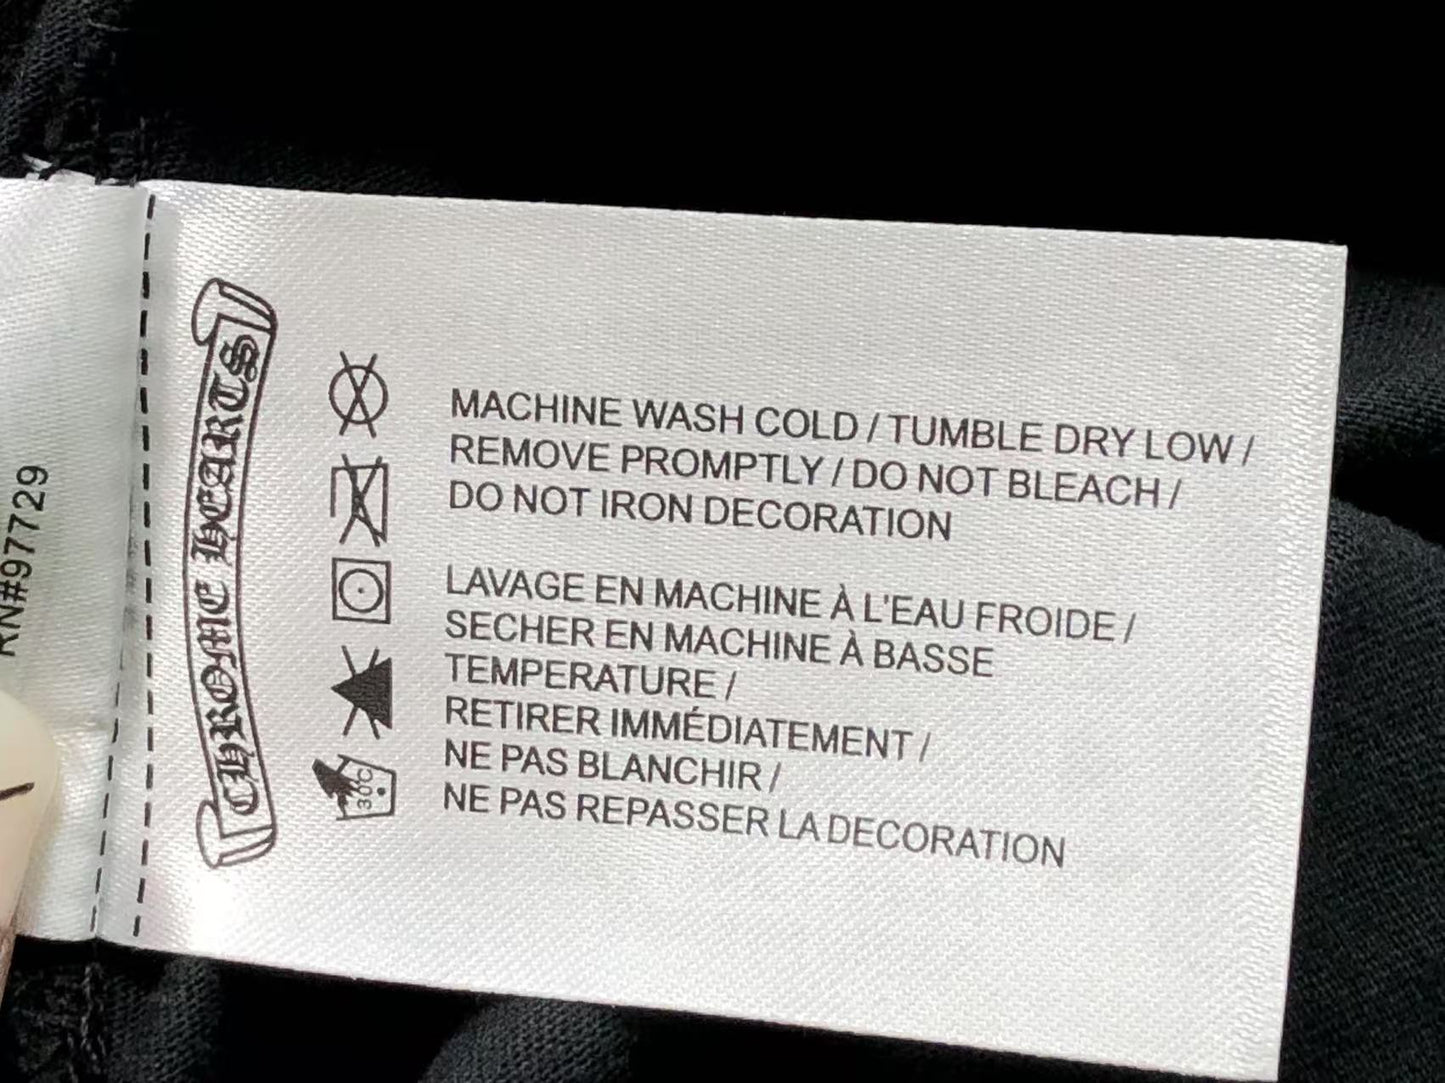 RN#97729
CHROME HEARTS
MACHINE WASH COLD / TUMBLE DRY LOW /
REMOVE PROMPTLY / DO NOT BLEACH /
DO NOT IRON DECORATION
LAVAGE EN MACHINE À L'EAU FROIDE /
SECHER EN MACHINE À BASSE
TEMPERATURE /
RETIRER IMMÉDIATEMENT /
NE PAS BLANCHIR /
NE PAS REPASSER LA DECORATION
30C